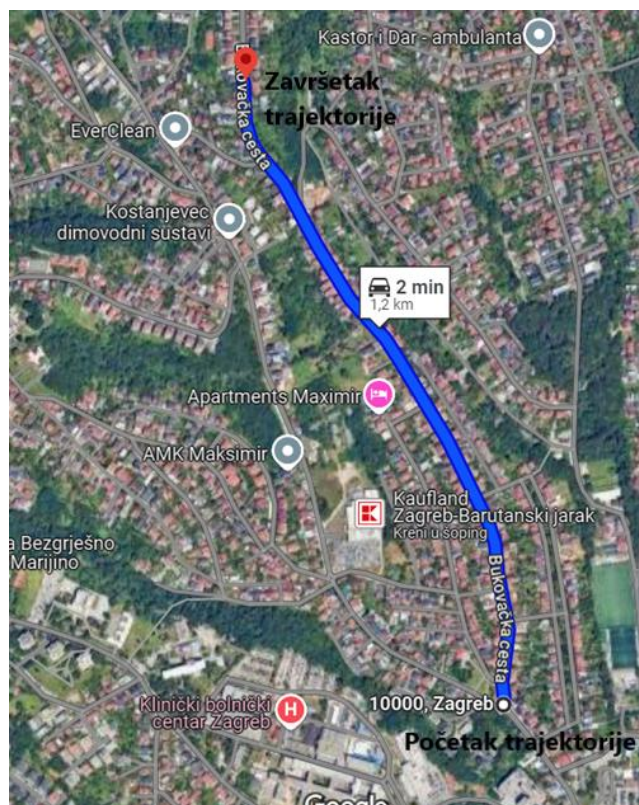 Kastor i Dar - ambulanta
Završetak
trajektorije
Bukovačka cesta
EverClean
Kostanjevec
dimovodni sustavi
2 min
1,2 km
Apartments Maximir
AMK Maksimir
Kaufland
Zagreb-Barutanski jarak
Kreni u šoping
a Bezgrješno
Marijino
Bukovačka cesta
Klinički bolnički
centar Zagreb
H
10000, Zagreb
Početak trajektorije
Google